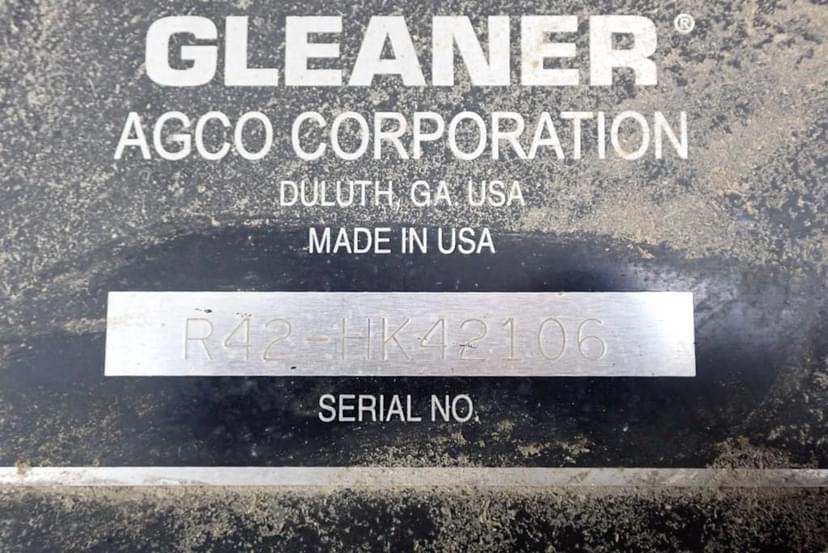 GLEANER®
AGCO CORPORATION
DULUTH, GA. USA
MADE IN USA
R42-HK42106
SERIAL NO.